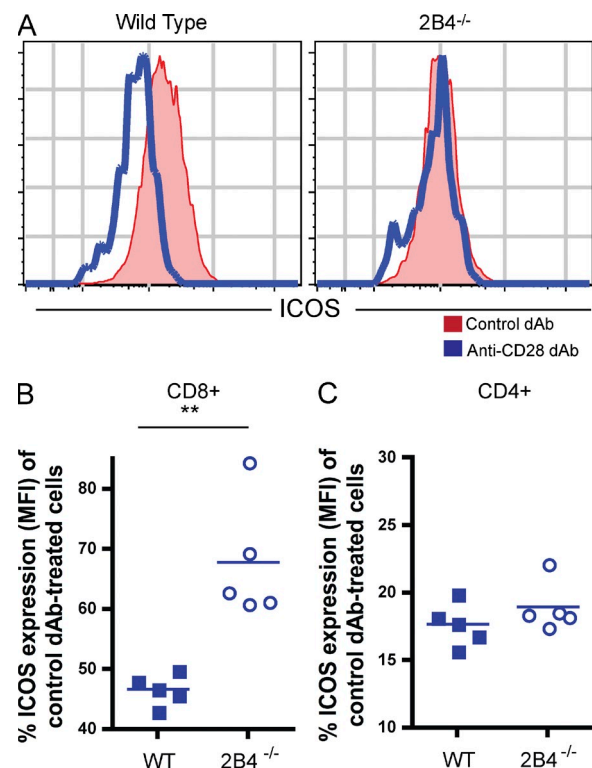 A
Wild Type
2B4-/-
ICOS
Control dAb
Anti-CD28 dAb
B
CD8+
**
% ICOS expression (MFI) of
control dAb-treated cells
80
70
60
50
40
WT
2B4 -/-
C
CD4+
% ICOS expression (MFI) of
control dAb-treated cells
30
25
20
15
10
WT
2B4 -/-